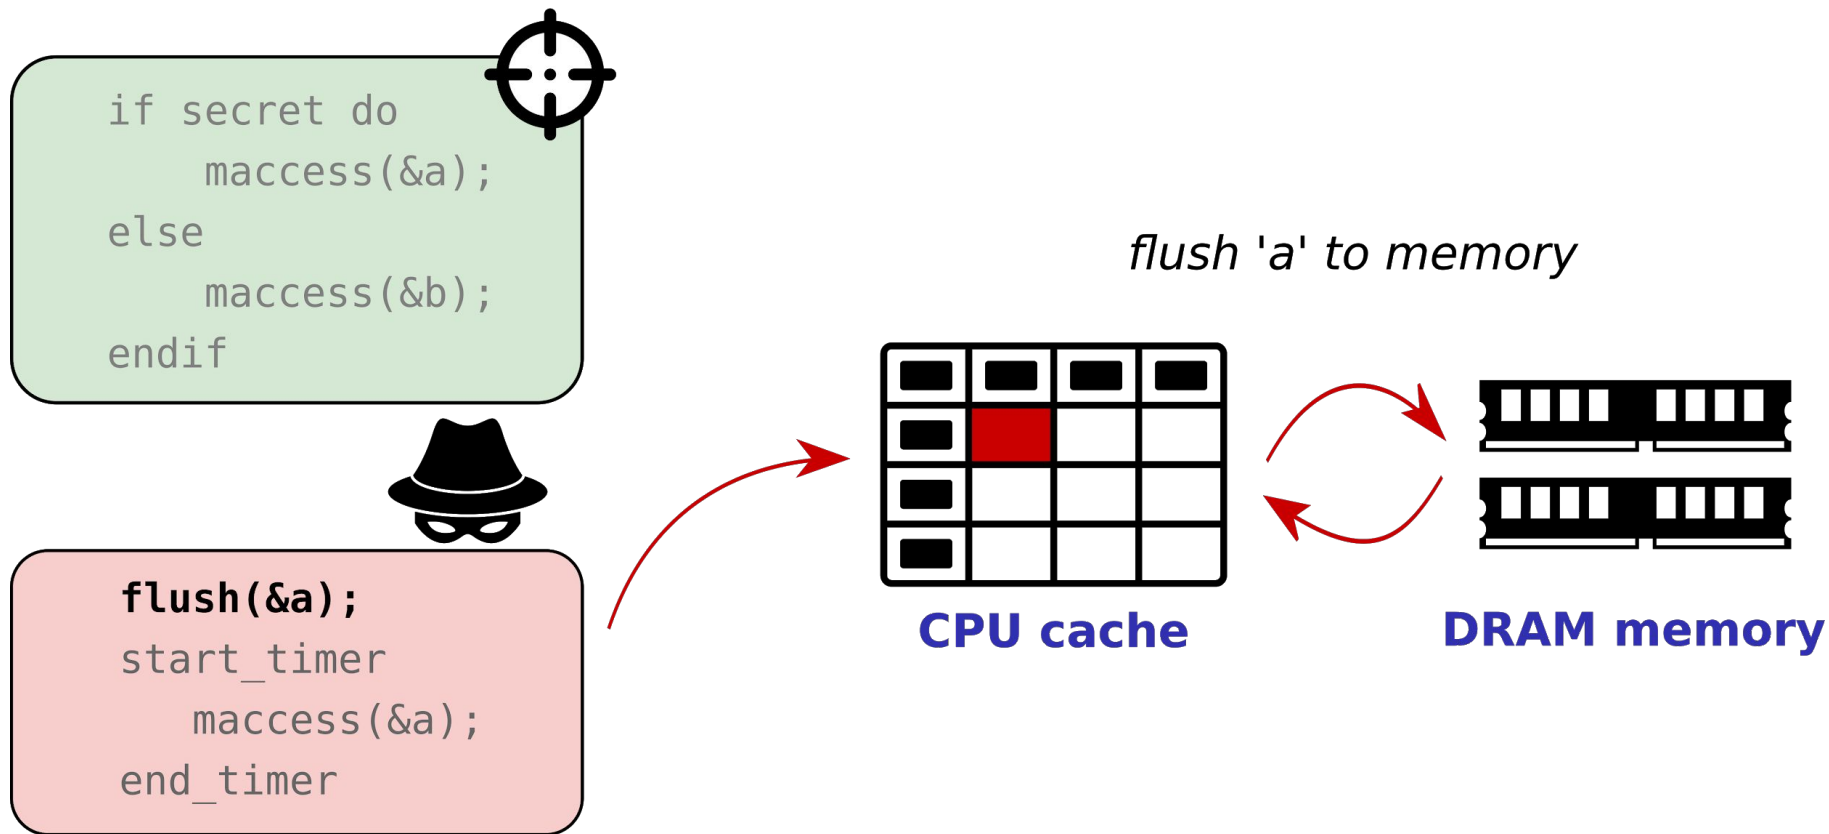 if secret do
    maccess(&a);
else
    maccess(&b);
endif
flush(&a);
start_timer
   maccess(&a);
end_timer
flush 'a' to memory
CPU cache
DRAM memory